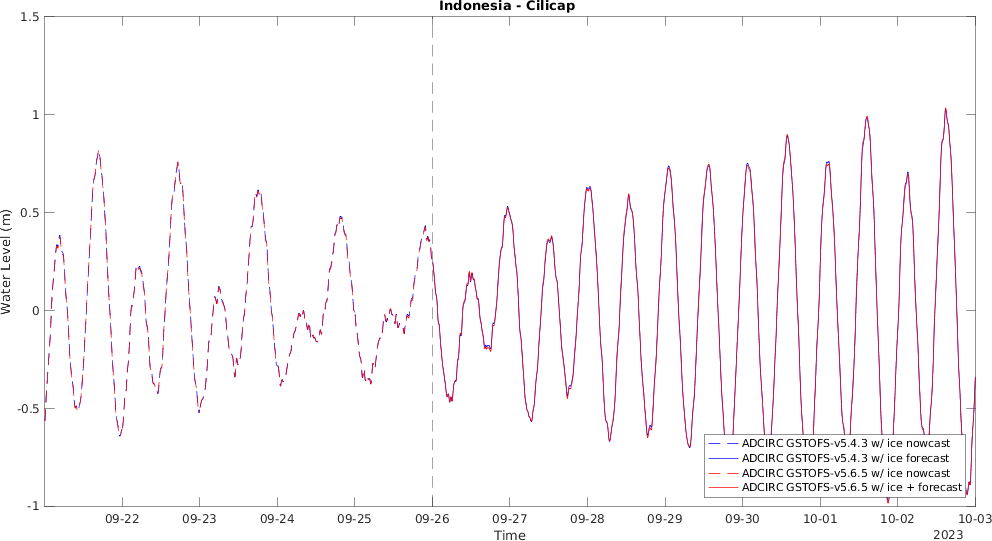 Indonesia - Cilicap
1.5
1
0.5
0
-0.5
-1
Water Level (m)
09-22
09-23
09-24
09-25
09-26
09-27
09-28
09-29
09-30
10-01
10-02
10-03
Time
2023
ADCIRC GSTOFS-v5.4.3 w/ ice nowcast
ADCIRC GSTOFS-v5.4.3 w/ ice forecast
ADCIRC GSTOFS-v5.6.5 w/ ice nowcast
ADCIRC GSTOFS-v5.6.5 w/ ice + forecast